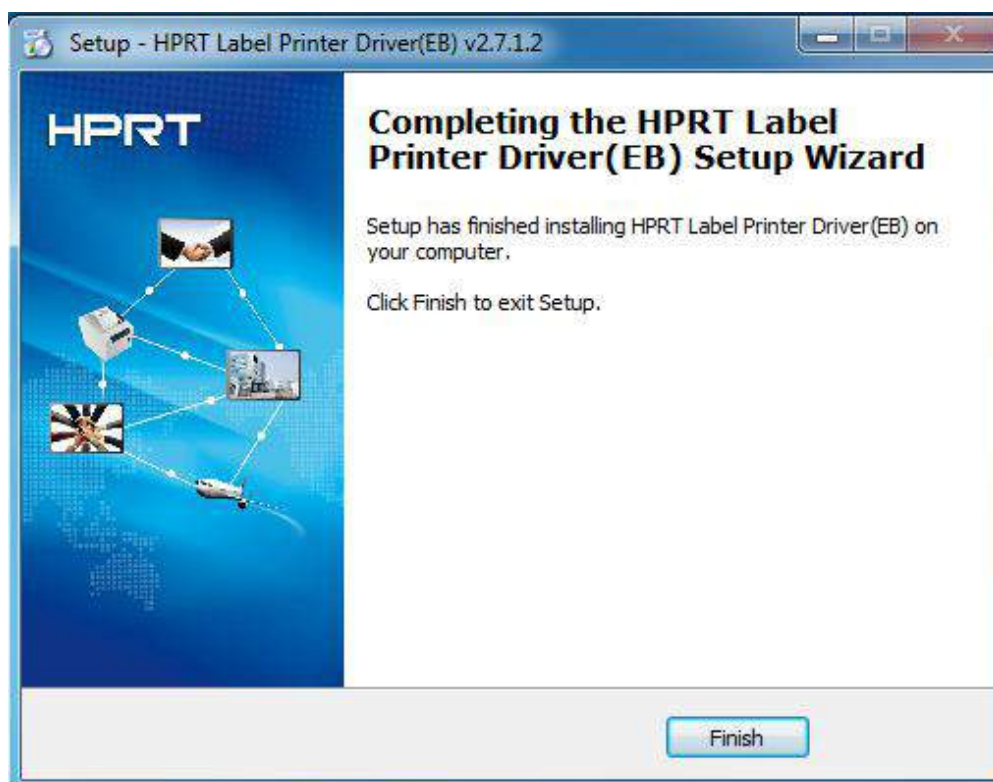 Setup - HPRT Label Printer Driver(EB) v2.7.1.2
HPRT
Completing the HPRT Label
Printer Driver(EB) Setup Wizard
Setup has finished installing HPRT Label Printer Driver(EB) on
your computer.
Click Finish to exit Setup.
Finish